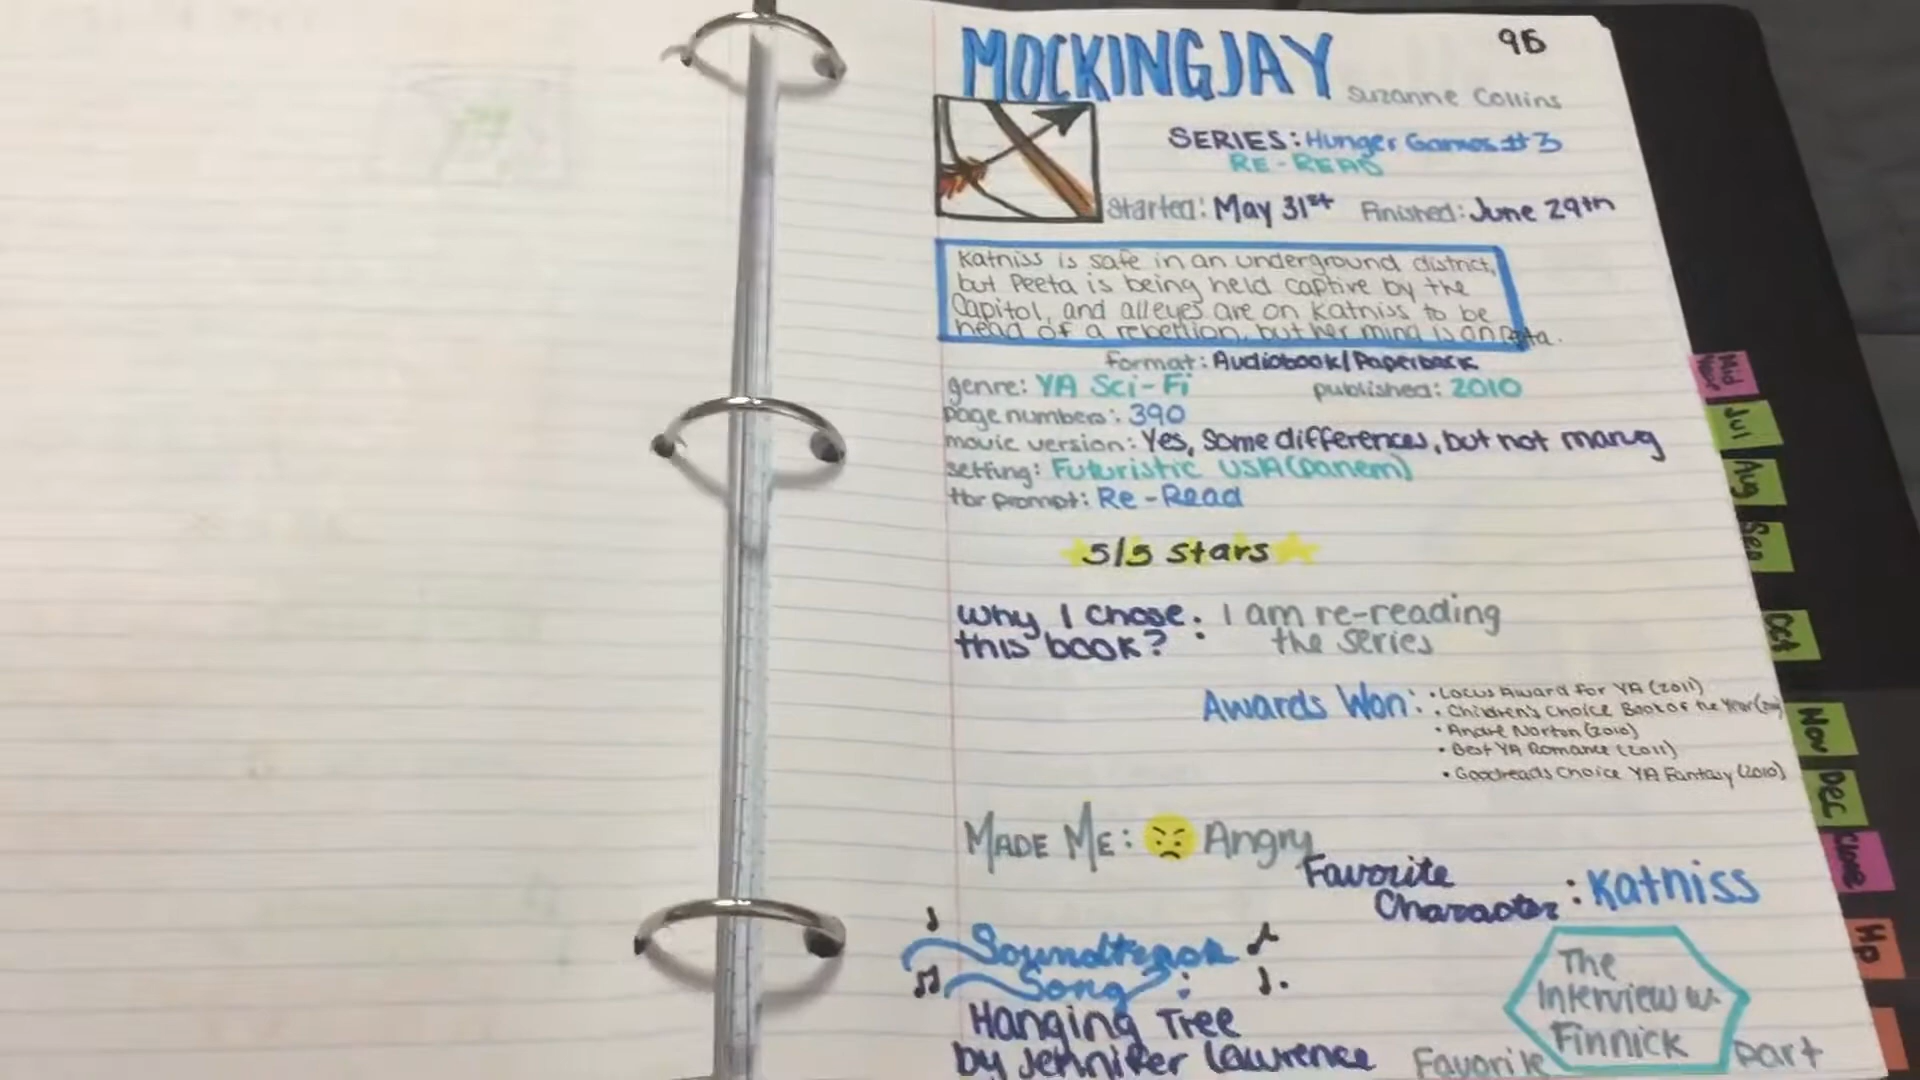 MOCKINGJAY
95
Suzanne Collins
SERIES: Hunger Games #3
RE-READ
Started: May 31st Finished: June 29th
Katniss is safe in an underground district,
but Peeta is being held captive by the
Capitol, and all eyes are on Katniss to be
head of a rebellion, but her mind is on Peeta.
format: Audiobook/Paperback
genre: YA Sci-Fi published: 2010
page numbers: 390
movie version: Yes, Some differences, but not many
setting: Futuristic USA (Panem)
tbr prompt: Re-Read
5/5 stars
Why I chose
this book? : I am re-reading
the series
Awards Won: • Locus Award for YA (2011)
• Children's Choice Book of the Year
• Andre Norton (2010)
• Best YA Romance (2011)
• Goodreads Choice YA Fantasy (2010)
MADE ME: Angry
Favorite
Character: Katniss
Soundtrack
Song:
Hanging Tree
by Jennifer Lawrence
The
Interview w.
Finnick
Favorite Part
Mid
Year
Jul
Aug
Sep
Oct
Nov
DEC
Close
HP